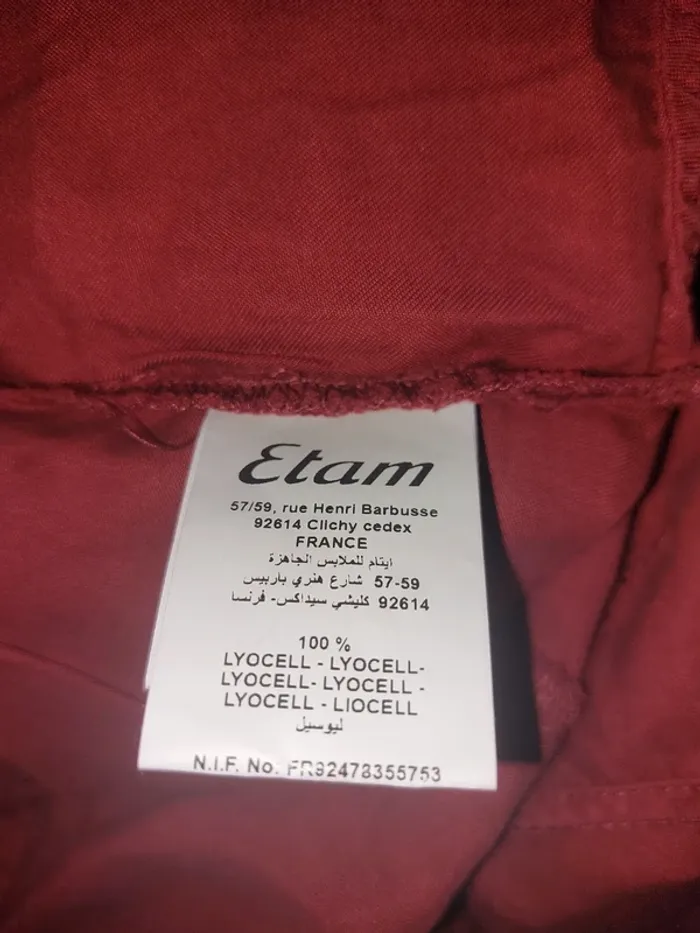 Etam
57/59, rue Henri Barbusse
92614 Clichy cedex
FRANCE
ايتام للملابس الجاهزة
57-59 شارع هنري باربيس
92614 كليشي سيداكس- فرنسا
100 %
LYOCELL - LYOCELL-
LYOCELL- LYOCELL -
LYOCELL - LIOCELL
ليوسيل
N.I.F. No. FR92478355753